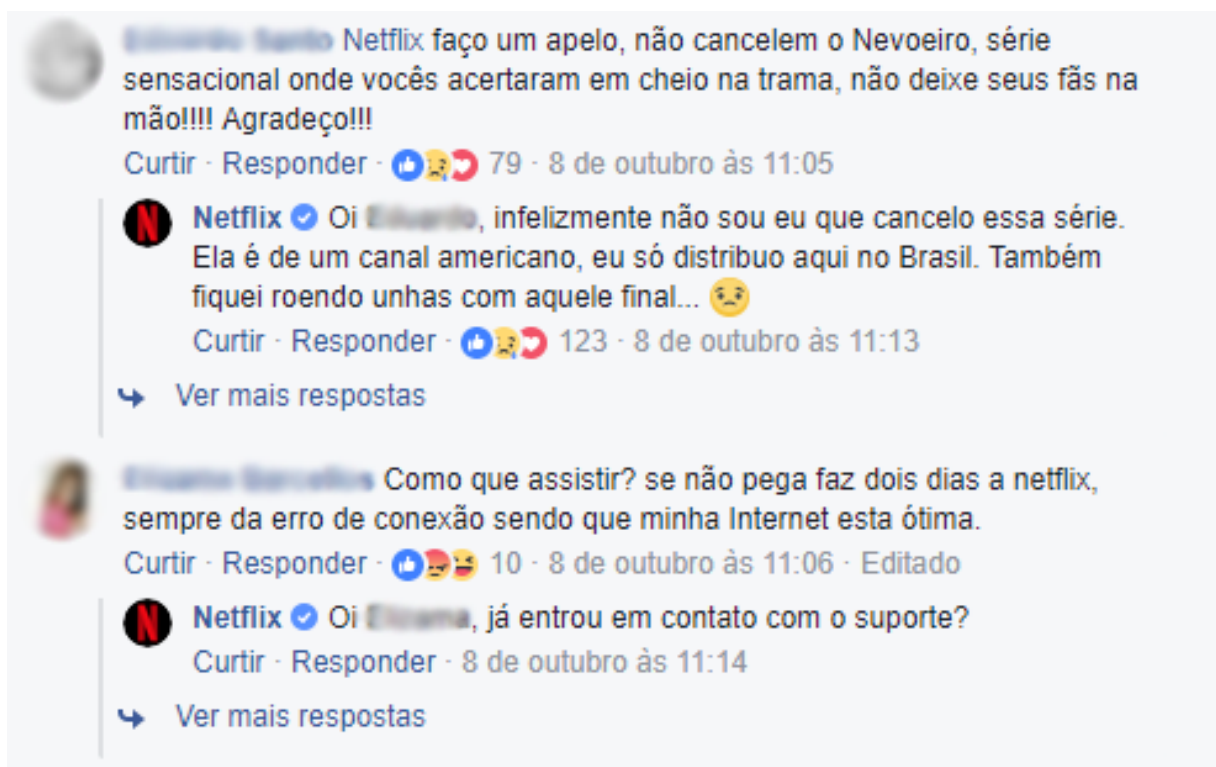 Netflix faço um apelo, não cancelem o Nevoeiro, série
sensacional onde vocês acertaram em cheio na trama, não deixe seus fãs na
mão!!!! Agradeço!!!
Curtir · Responder · 79 · 8 de outubro às 11:05
N
Netflix Oi , infelizmente não sou eu que cancelo essa série.
Ela é de um canal americano, eu só distribuo aqui no Brasil. Também
fiquei roendo unhas com aquele final...
Curtir · Responder · 123 · 8 de outubro às 11:13
Ver mais respostas
Como que assistir? se não pega faz dois dias a netflix,
sempre da erro de conexão sendo que minha Internet esta ótima.
Curtir · Responder · 10 · 8 de outubro às 11:06 · Editado
N
Netflix Oi , já entrou em contato com o suporte?
Curtir · Responder · 8 de outubro às 11:14
Ver mais respostas